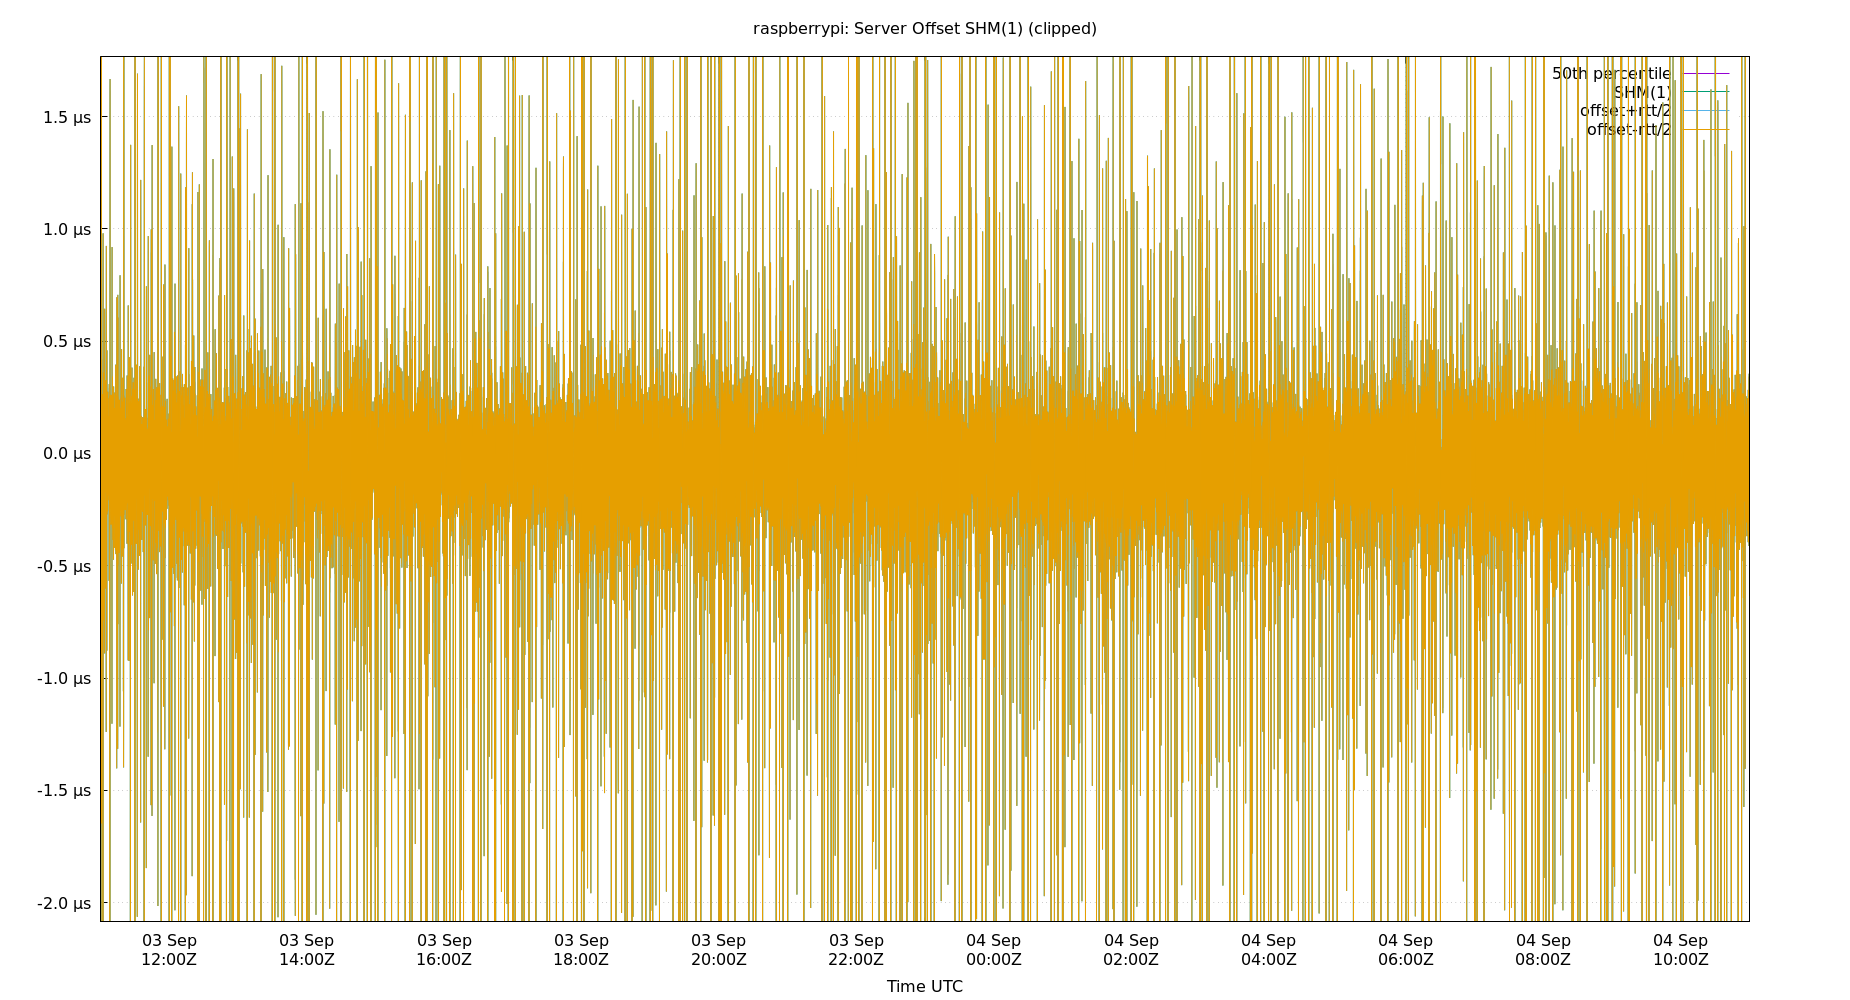 raspberrypi: Server Offset SHM(1) (clipped)
50th percentile
SHM(1)
offset+rtt/2
offset-rtt/2
1.5 µs
1.0 µs
0.5 µs
0.0 µs
-0.5 µs
-1.0 µs
-1.5 µs
-2.0 µs
03 Sep 03 Sep 03 Sep 03 Sep 03 Sep 03 Sep 04 Sep 04 Sep 04 Sep 04 Sep 04 Sep 04 Sep
12:00Z 14:00Z 16:00Z 18:00Z 20:00Z 22:00Z 00:00Z 02:00Z 04:00Z 06:00Z 08:00Z 10:00Z
Time UTC